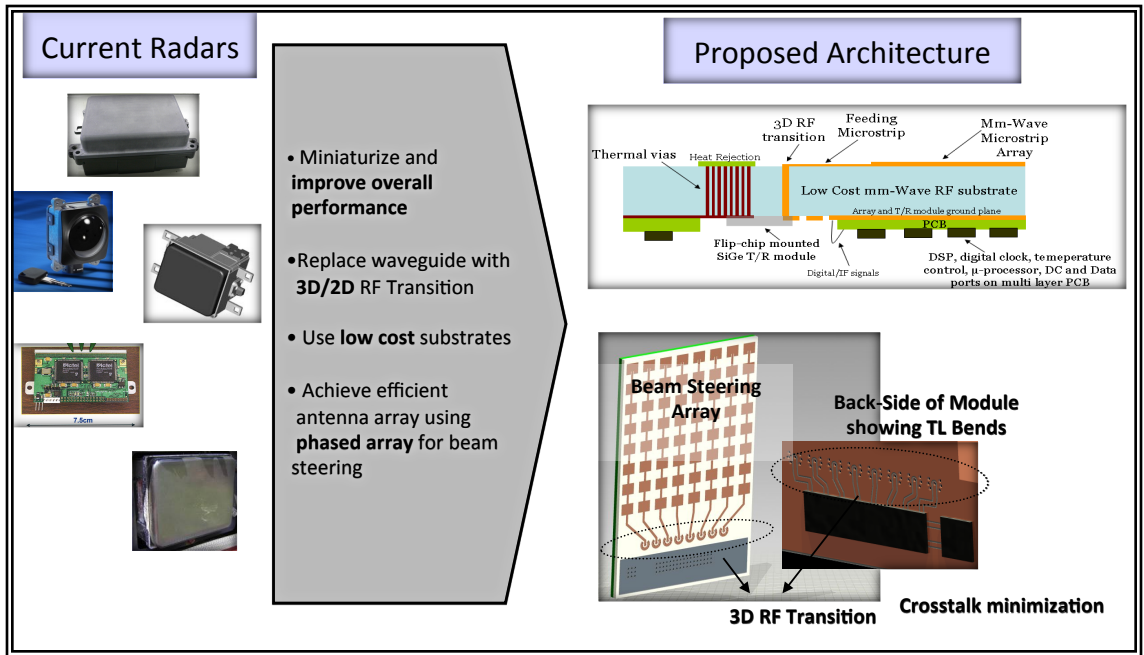 Current Radars
• Miniaturize and
improve overall
performance
•Replace waveguide with
3D/2D RF Transition
• Use low cost substrates
• Achieve efficient
antenna array using
phased array for beam
steering
Actel
Actel
7.5cm
Proposed Architecture
3D RF
transition
Feeding
Microstrip
Mm-Wave
Microstrip
Array
Thermal vias
Heat Rejection
Low Cost mm-Wave RF substrate
Array and T/R module ground plane
PCB
Flip-chip mounted
SiGe T/R module
Digital/IF signals
DSP, digital clock, temeperature
control, μ-processor, DC and Data
ports on multi layer PCB
Beam Steering
Array
Back-Side of Module
showing TL Bends
3D RF Transition
Crosstalk minimization